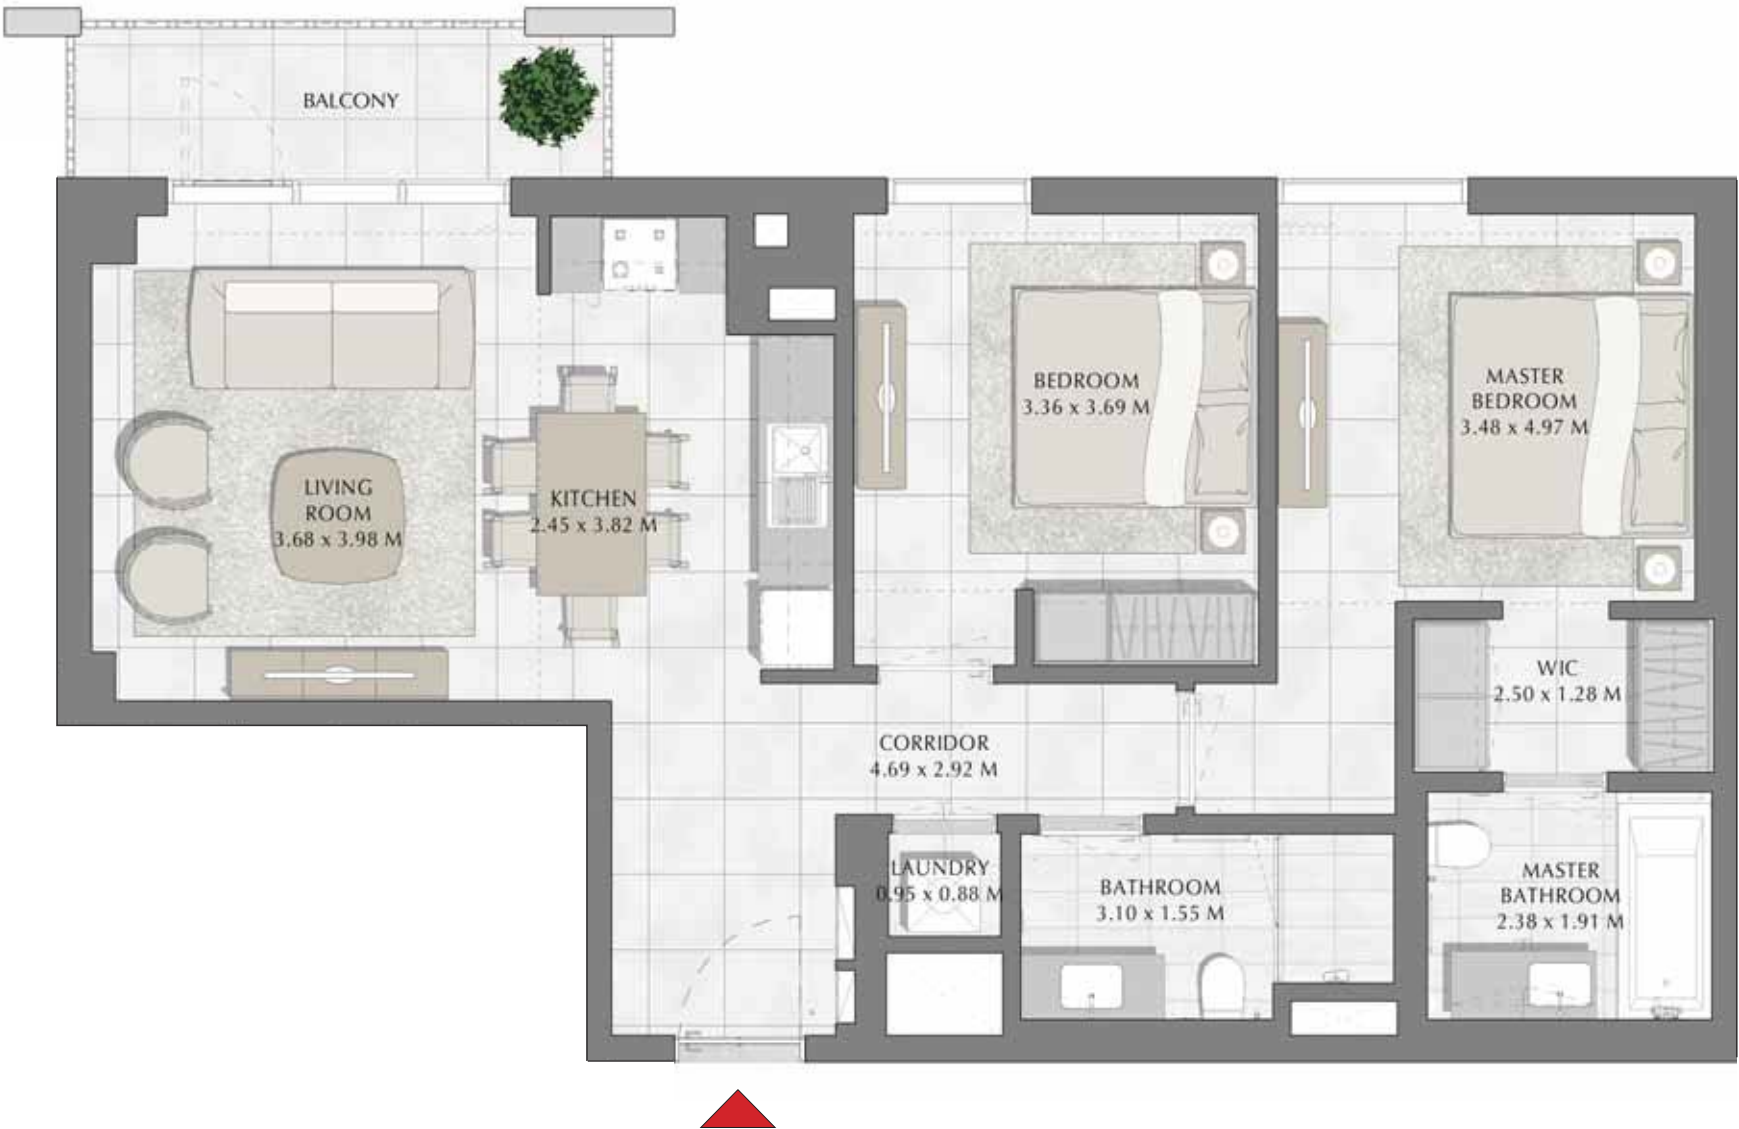 BALCONY
LIVING
ROOM
3.68 x 3.98 M
KITCHEN
2.45 x 3.82 M
BEDROOM
3.36 x 3.69 M
MASTER
BEDROOM
3.48 x 4.97 M
WIC
2.50 x 1.28 M
CORRIDOR
4.69 x 2.92 M
LAUNDRY
0.95 x 0.88 M
BATHROOM
3.10 x 1.55 M
MASTER
BATHROOM
2.38 x 1.91 M